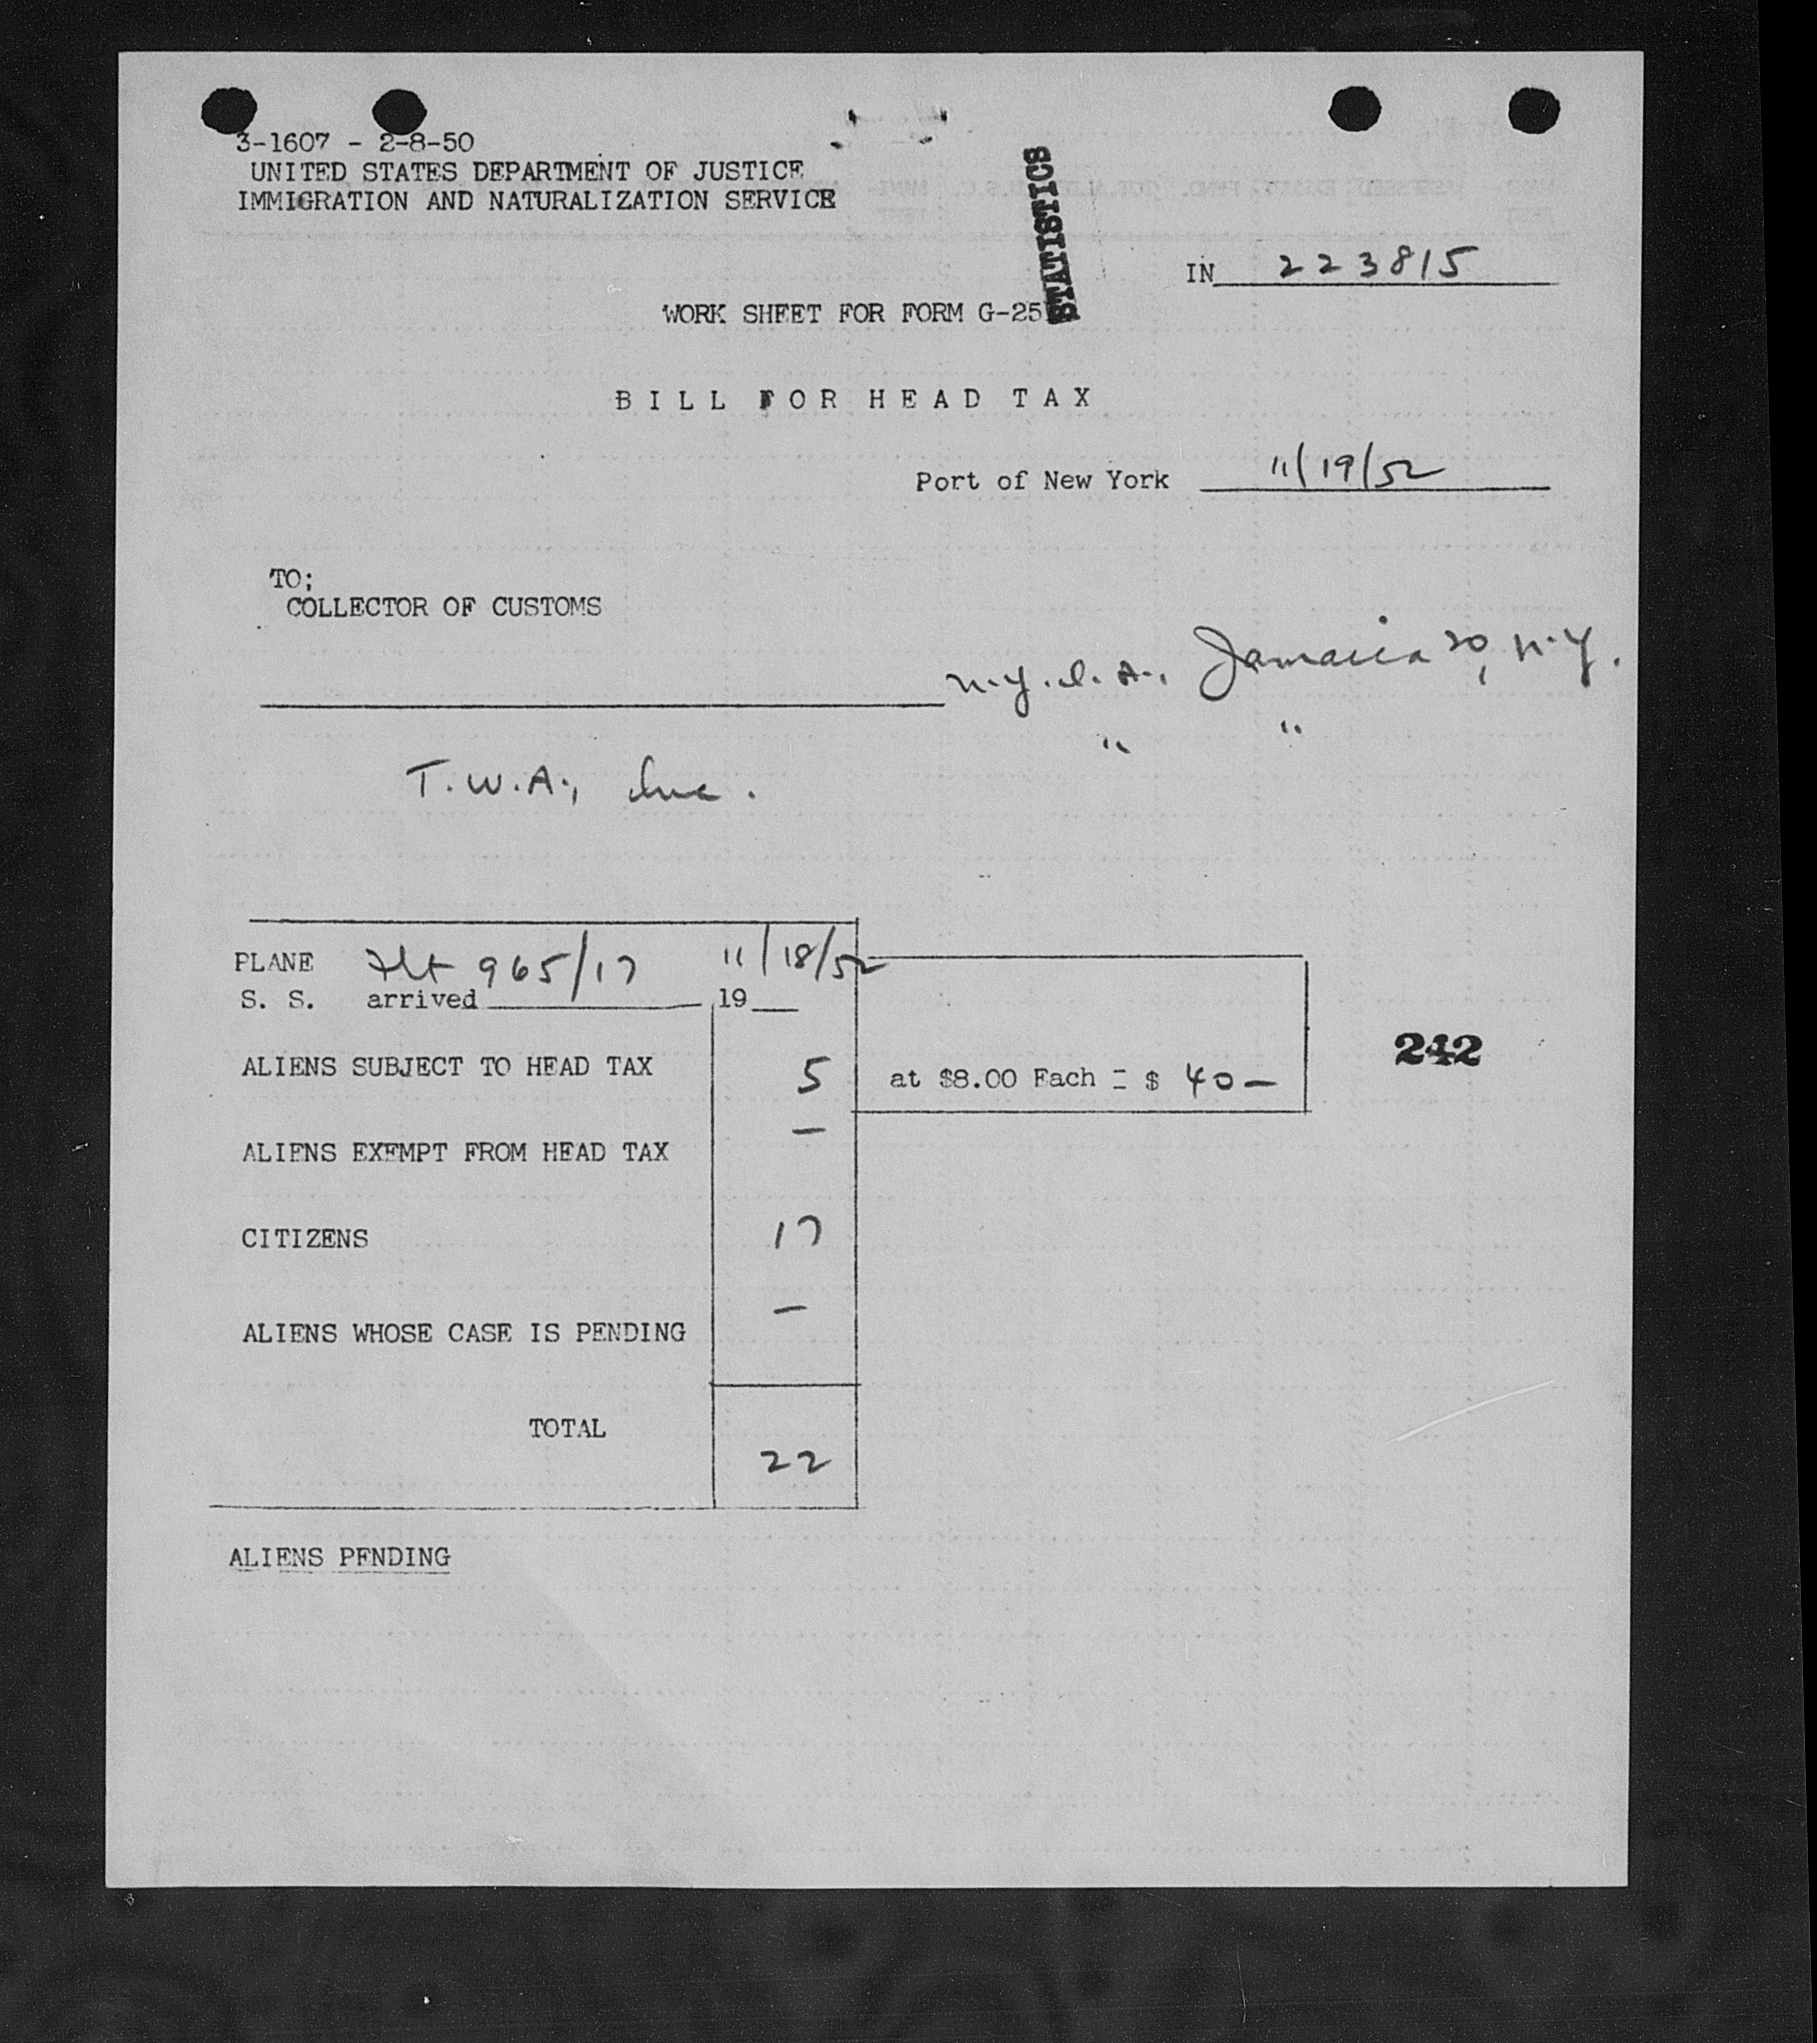 3-1607 - 2-8-50
UNITED STATES DEPARTMENT OF JUSTICE
IMMIGRATION AND NATURALIZATION SERVICE
STATISTICS
IN 223815
WORK SHEET FOR FORM G-25
BILL FOR HEAD TAX
Port of New York 11/19/52
TO;
COLLECTOR OF CUSTOMS
N.Y.I.A., Jamaica 20, N.Y.
" "
T.W.A., Inc.
PLANE Flt 965/17 11/18/52
S. S. arrived 19
ALIENS SUBJECT TO HEAD TAX 5 at $8.00 Each = $ 40—
242
ALIENS EXEMPT FROM HEAD TAX —
CITIZENS 17
ALIENS WHOSE CASE IS PENDING —
TOTAL 22
ALIENS PENDING